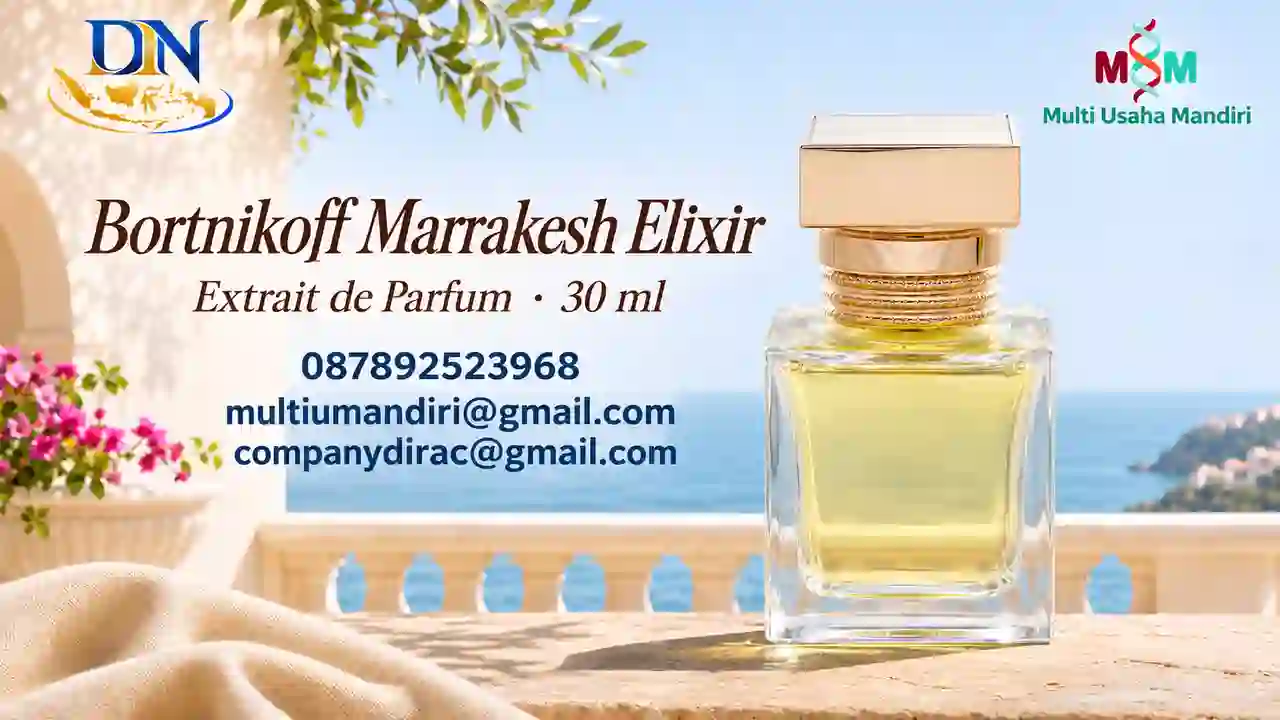 DN
MSM
Multi Usaha Mandiri
Bortnikoff Marrakesh Elixir
Extrait de Parfum · 30 ml
087892523968
multiumandiri@gmail.com
companydirac@gmail.com